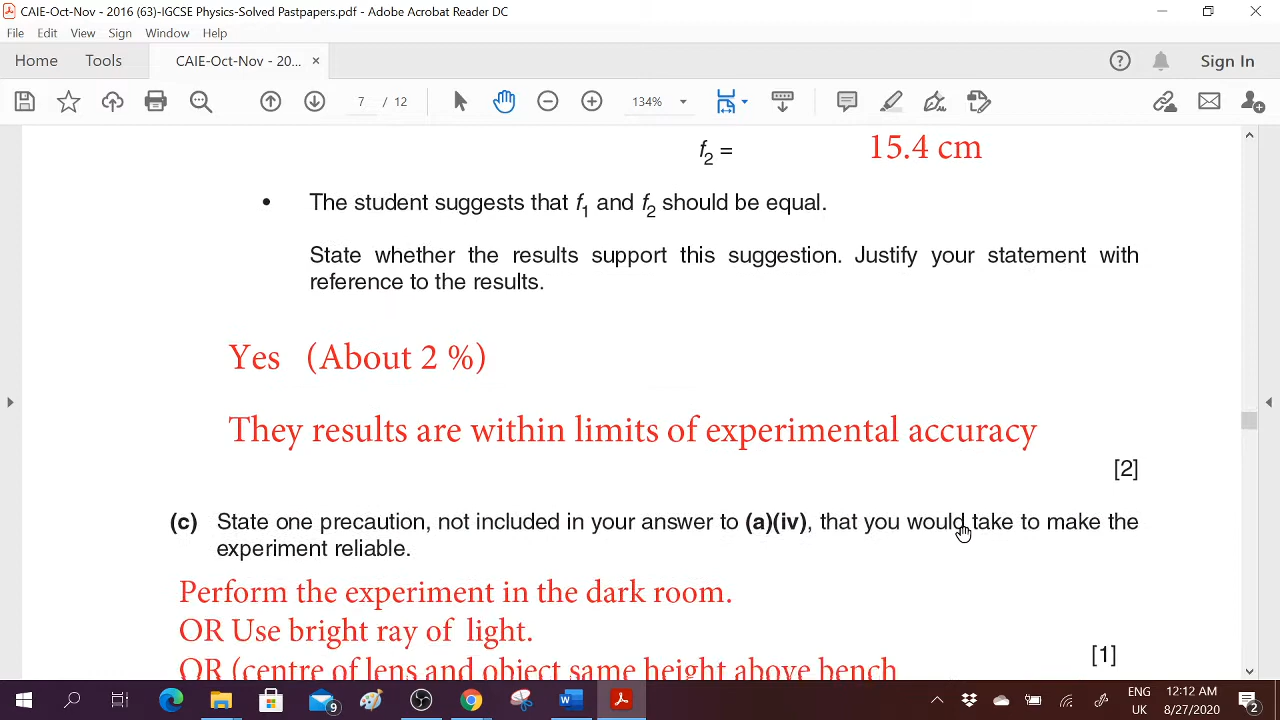 CAIE-Oct-Nov - 2016 (63)-IGCSE Physics-Solved Pastpapers.pdf - Adobe Acrobat Reader DC
File Edit View Sign Window Help
Home Tools CAIE-Oct-Nov - 20... × Sign In
7 / 12 134%
f2 = 15.4 cm
• The student suggests that f1 and f2 should be equal.
State whether the results support this suggestion. Justify your statement with
reference to the results.
Yes (About 2 %)
They results are within limits of experimental accuracy
[2]
(c) State one precaution, not included in your answer to (a)(iv), that you would take to make the
experiment reliable.
Perform the experiment in the dark room.
OR Use bright ray of light.
[1]
OR (centre of lens and object same height above bench
ENG 12:12 AM
9 UK 8/27/2020 2